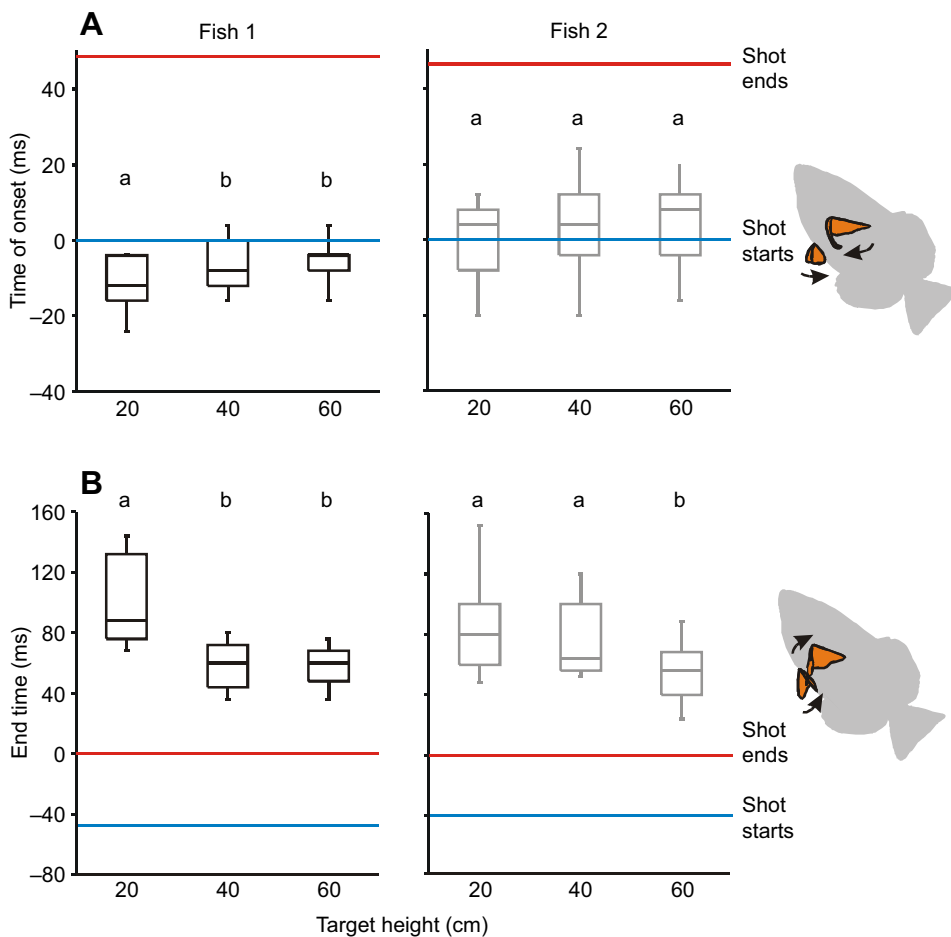 A
Fish 1
Fish 2
Time of onset (ms)
40
20
0
–20
–40
a
b
b
a
a
a
Shot
ends
Shot
starts
20
40
60
20
40
60
B
End time (ms)
160
120
80
40
0
–40
–80
a
b
b
a
a
b
Shot
ends
Shot
starts
20
40
60
20
40
60
Target height (cm)